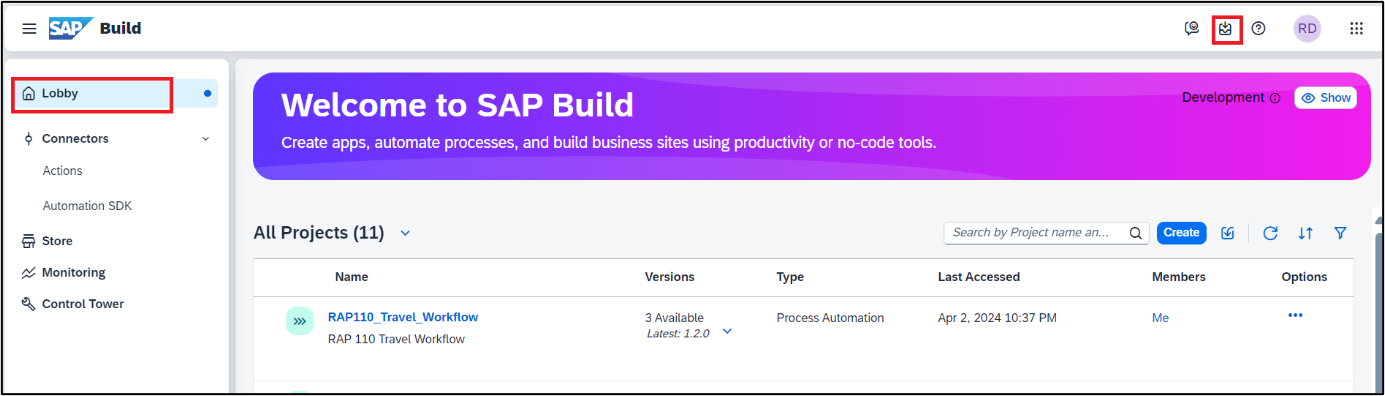 SAP Build
RD
Lobby
Connectors
Actions
Automation SDK
Store
Monitoring
Control Tower
Welcome to SAP Build
Development
Show
Create apps, automate processes, and build business sites using productivity or no-code tools.
All Projects (11)
Search by Project name an...
Create
Name Versions Type Last Accessed Members Options
RAP110_Travel_Workflow 3 Available Process Automation Apr 2, 2024 10:37 PM Me
RAP 110 Travel Workflow Latest: 1.2.0